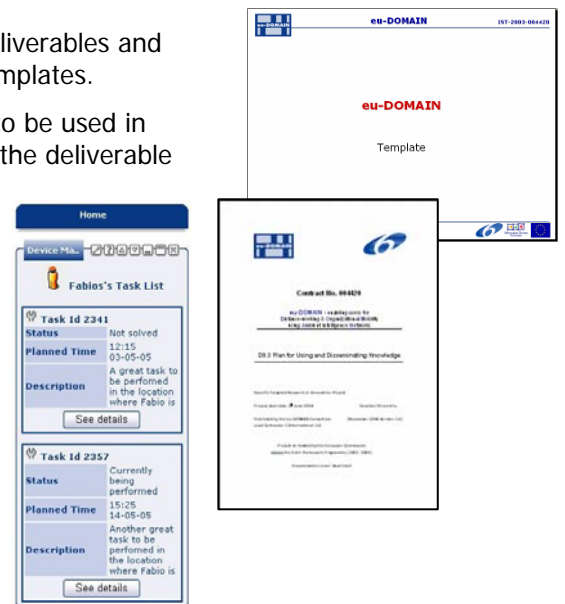 eliverables and
mplates.
to be used in
the deliverable
eu-DOMAIN
IST-2003-004420
eu-DOMAIN
Template
Home
Device Ma..
Fabios's Task List
Task Id 2341
Status Not solved
Planned Time 12:15
03-05-05
Description A great task to
be perfomed
in the location
where Fabio is
See details
Task Id 2357
Status Currently
being
performed
Planned Time 15:25
14-05-05
Description Another great
task to be
perfomed in
the location
where Fabio is
See details
Contract No. 004420
D9.3 Plan for Using and Disseminating Knowledge